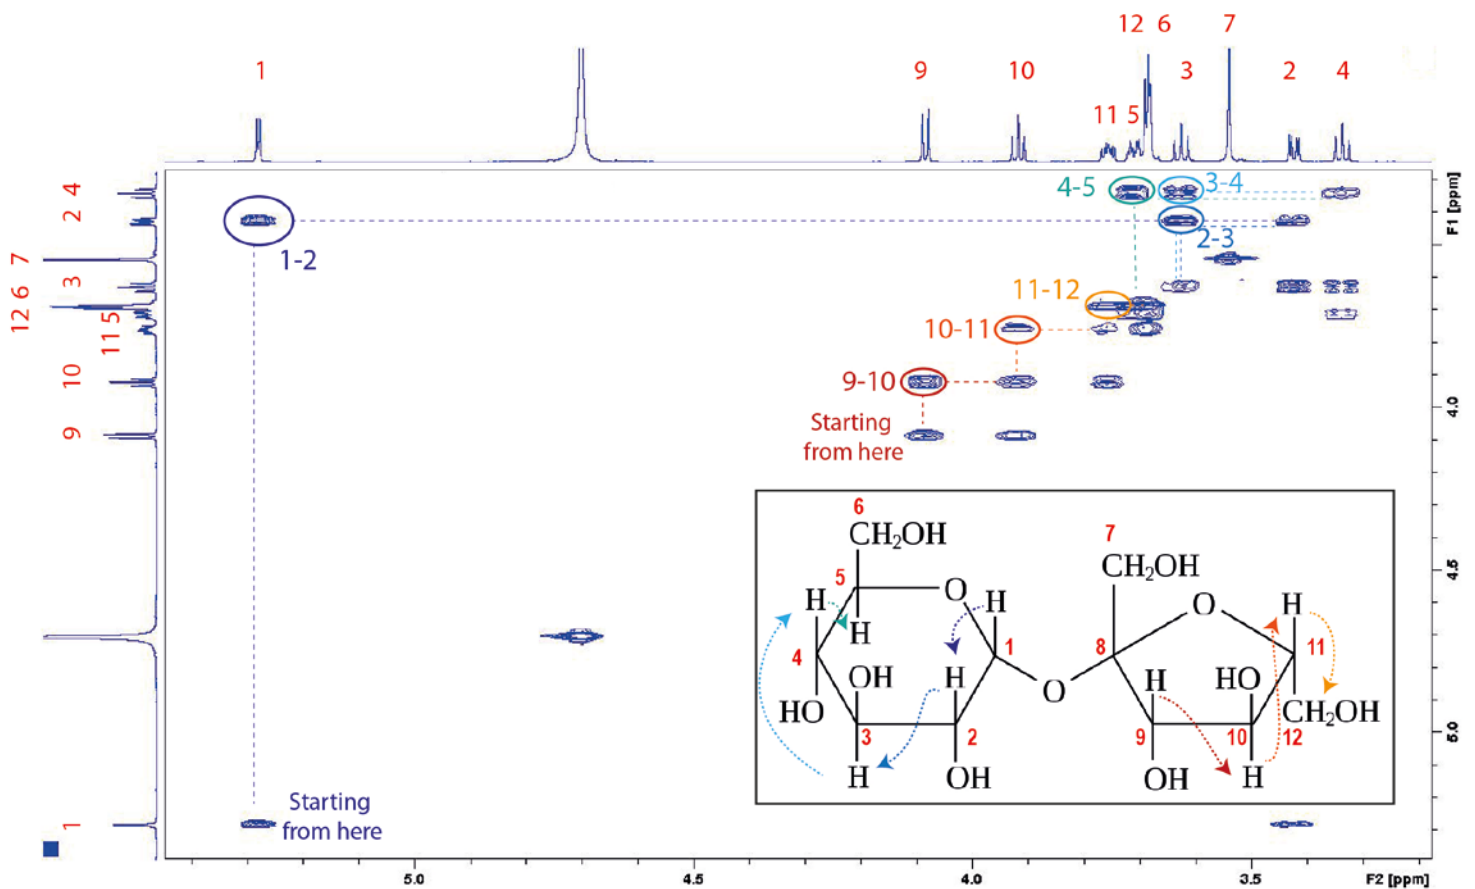 12 6 7
1 9 10 3 2 4
11 5
4-5 3-4
4
2
1-2 2-3
7
3
11-12
12 6
11 5
10-11
10
9-10
9
Starting
from here
F1 [ppm]
4.0
4.5
5.0
6
CH2OH
7
CH2OH
5
O
H
H
H
O
H
4
1
8
11
OH
H
H
HO
HO
O
CH2OH
3
2
9
10
12
H
OH
OH
H
Starting
from here
1
5.0 4.5 4.0 3.5 F2 [ppm]